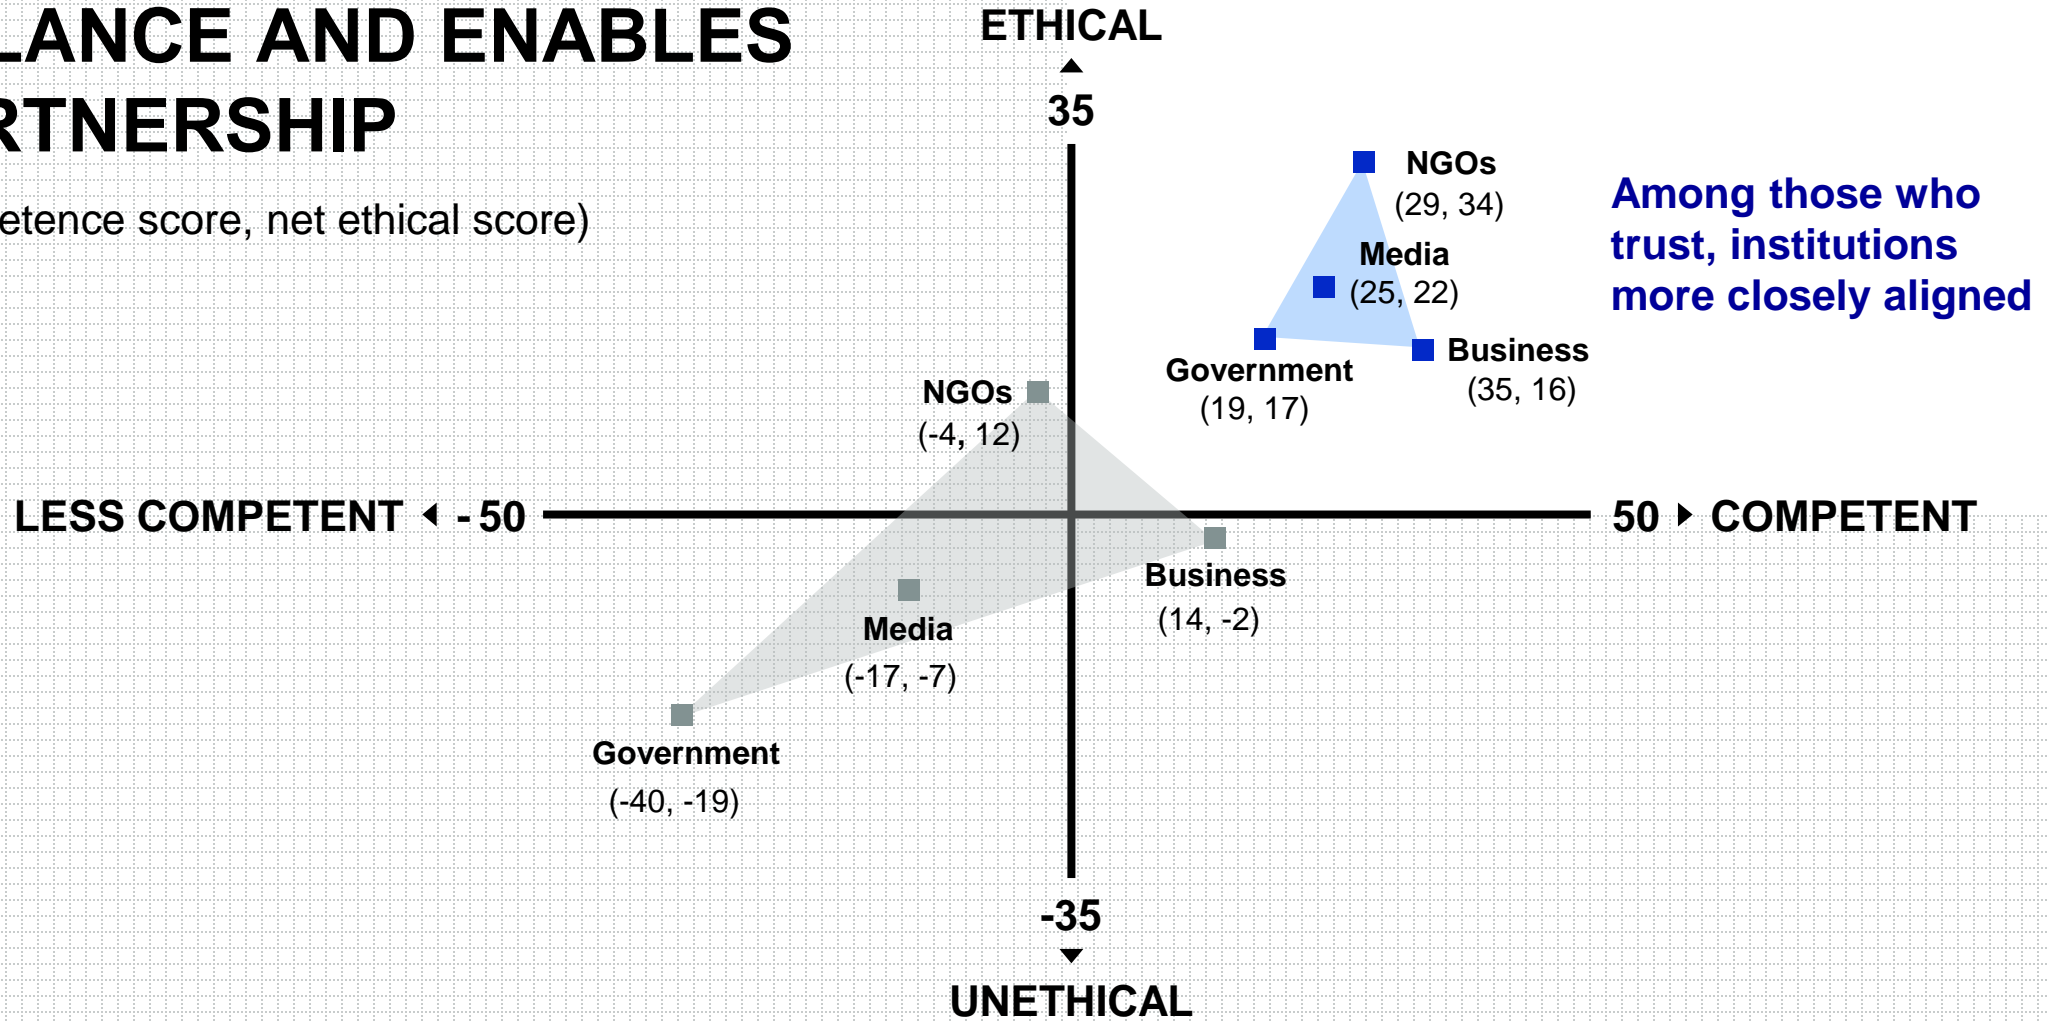 LANCE AND ENABLES
RTNERSHIP
etence score, net ethical score)
ETHICAL
35
NGOs
(29, 34)
Among those who
trust, institutions
more closely aligned
Media
(25, 22)
Business
(35, 16)
Government
(19, 17)
NGOs
(-4, 12)
LESS COMPETENT - 50
50 COMPETENT
Business
(14, -2)
Media
(-17, -7)
Government
(-40, -19)
-35
UNETHICAL